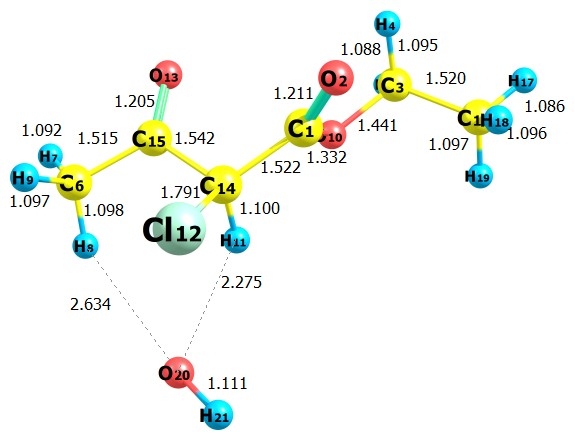 H4
1.088
1.095
O13
O2
C3
1.520
H17
1.205
1.211
1.086
C1
H18
1.441
1.096
1.092
1.515
C15
1.542
C1
O10
1.332
1.097
H7
1.522
H9
C6
1.791
C14
H19
1.097
1.098
1.100
Cl12
H8
H11
2.275
2.634
O20
1.111
H21